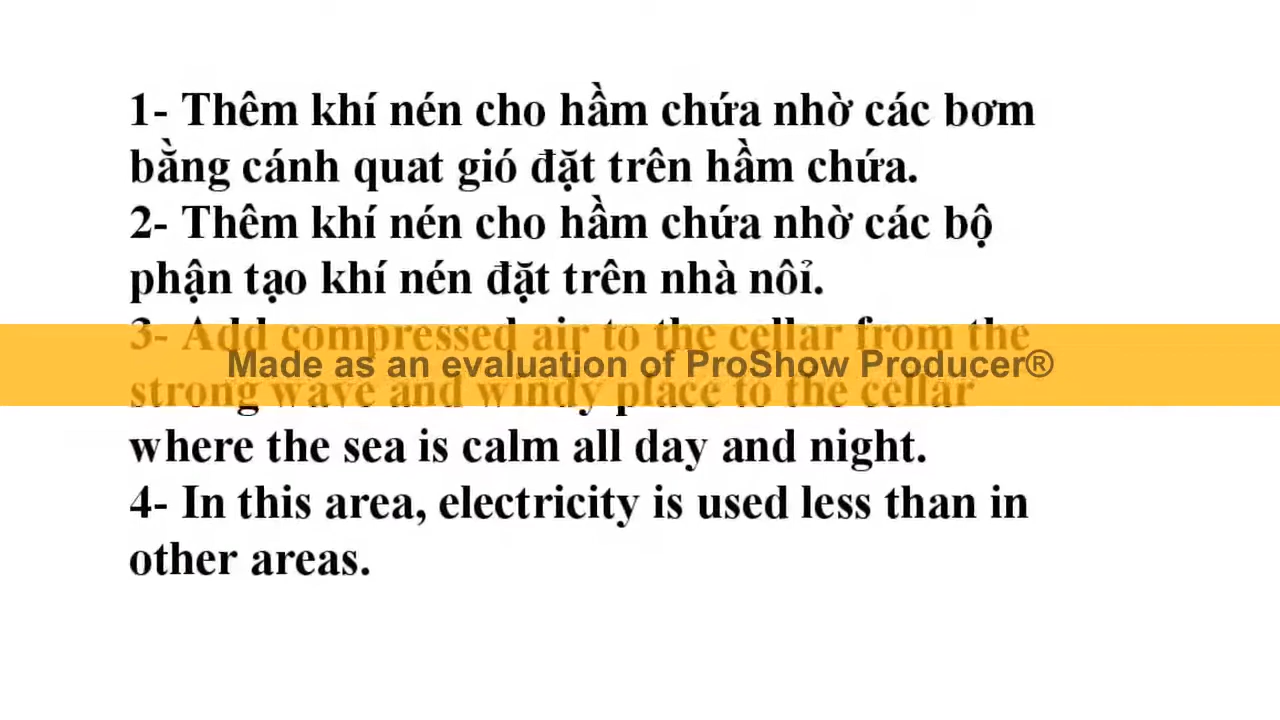 1- Thêm khí nén cho hầm chứa nhờ các bơm
bằng cánh quat gió đặt trên hầm chứa.
2- Thêm khí nén cho hầm chứa nhờ các bộ
phận tạo khí nén đặt trên nhà nôỉ.
3- Add compressed air to the cellar from the
Made as an evaluation of ProShow Producer®
strong wave and windy place to the cellar
where the sea is calm all day and night.
4- In this area, electricity is used less than in
other areas.